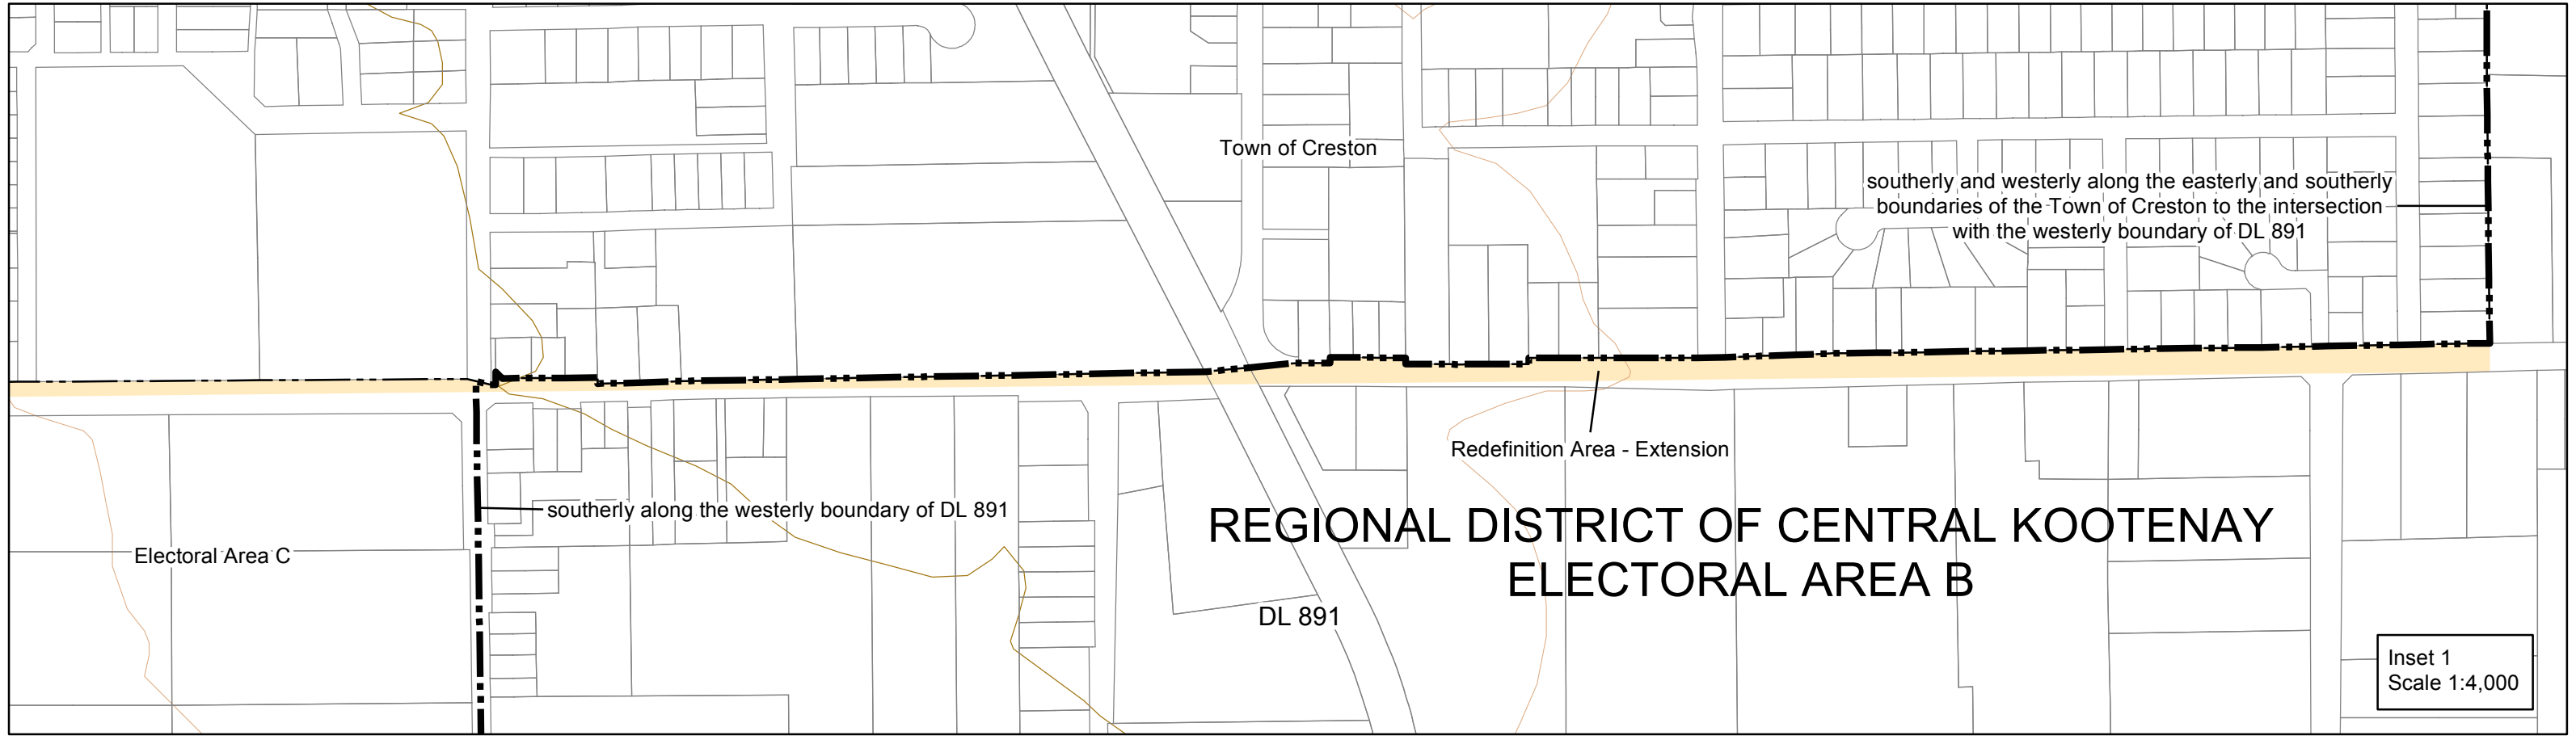 Town of Creston
southerly and westerly along the easterly and southerly
boundaries of the Town of Creston to the intersection
with the westerly boundary of DL 891
Redefinition Area - Extension
southerly along the westerly boundary of DL 891
REGIONAL DISTRICT OF CENTRAL KOOTENAY
ELECTORAL AREA B
Electoral Area C
DL 891
Inset 1
Scale 1:4,000